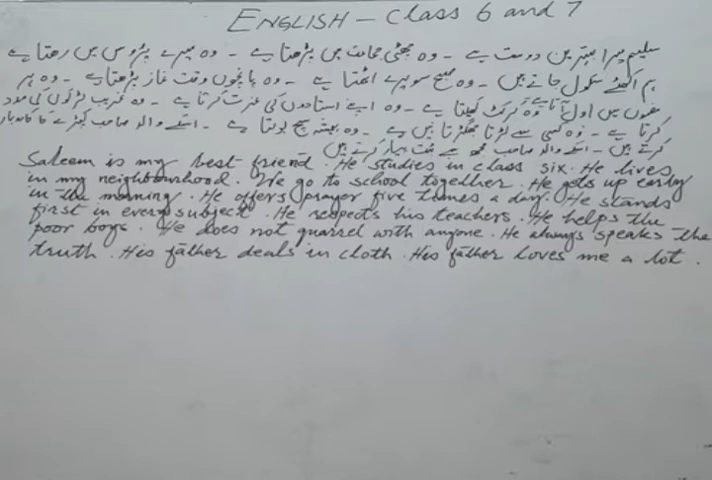 ENGLISH - Class 6 and 7
سلیم میرا بہترین دوست ہے - وہ چھٹی جماعت میں پڑھتا ہے - وہ میرے پڑوس میں رہتا ہے
ہم اکٹھے سکول جاتے ہیں - وہ صبح سویرے اٹھتا ہے - وہ پانچوں وقت نماز پڑھتا ہے - وہ ہر
مضموں میں اول آتا ہے وہ کرکٹ کھیلتا ہے - وہ اپنے استادوں کی عزت کرتا ہے - وہ غریب لڑکوں کی مدد
کرتا ہے - وہ کسی سے لڑتا جھگڑتا نہیں ہے - وہ ہمیشہ سچ بولتا ہے - اسکے والد صاحب کپڑے کا کاروبار
کرتے ہیں - اسکے والد صاحب مجھ سے بہت پیار کرتے ہیں
Saleem is my best friend. He studies in class six. He lives
in my neighbourhood. We go to school together. He gets up early
in the morning. He offers prayer five times a day. He stands
first in every subject. He respects his teachers. He helps the
poor boys. He does not quarrel with anyone. He always speaks the
truth. His father deals in cloth. His father loves me a lot.